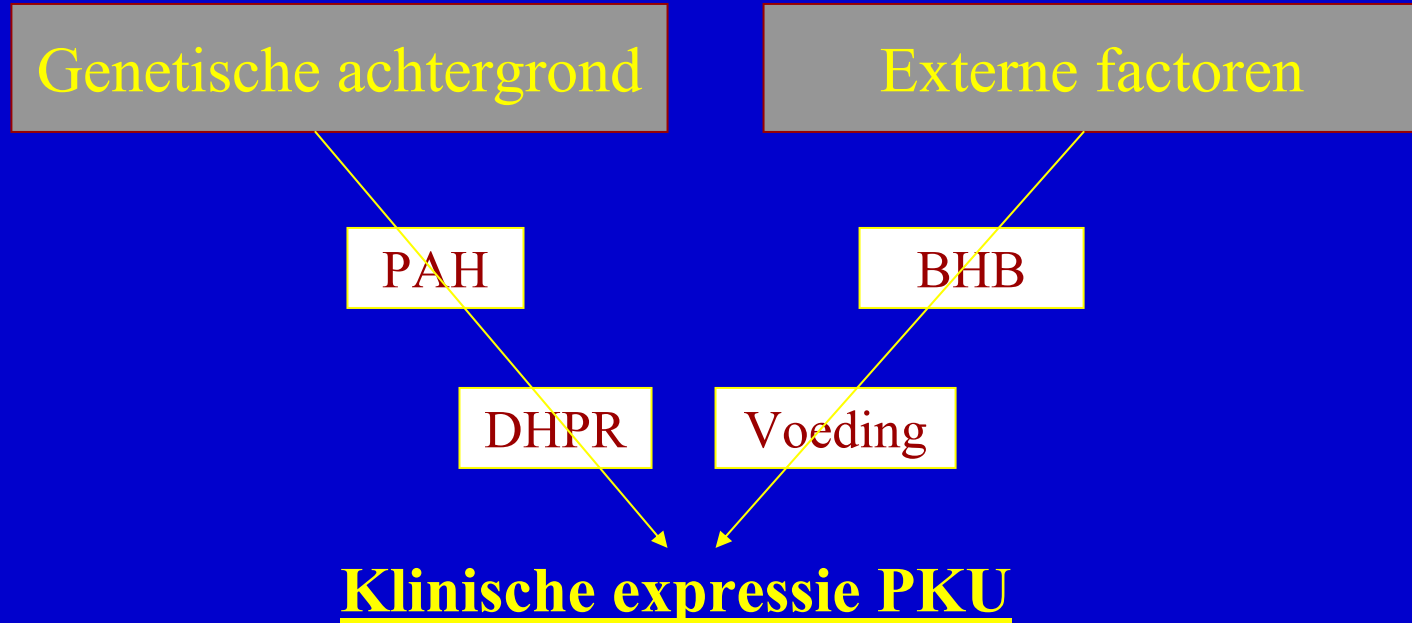 Genetische achtergrond
Externe factoren
PAH
BHB
DHPR
Voeding
Klinische expressie PKU